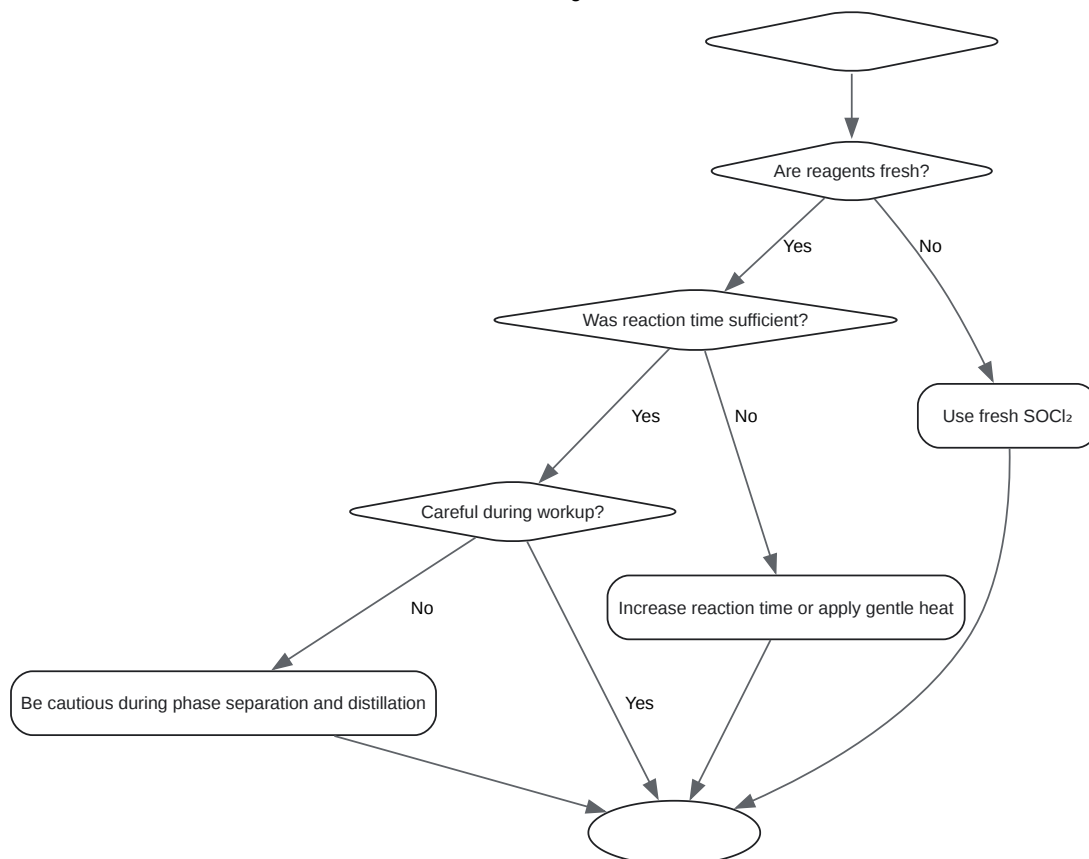 Are reagents fresh?
Yes
No
Was reaction time sufficient?
Yes
No
Use fresh SOCl₂
Careful during workup?
No
Increase reaction time or apply gentle heat
Be cautious during phase separation and distillation
Yes